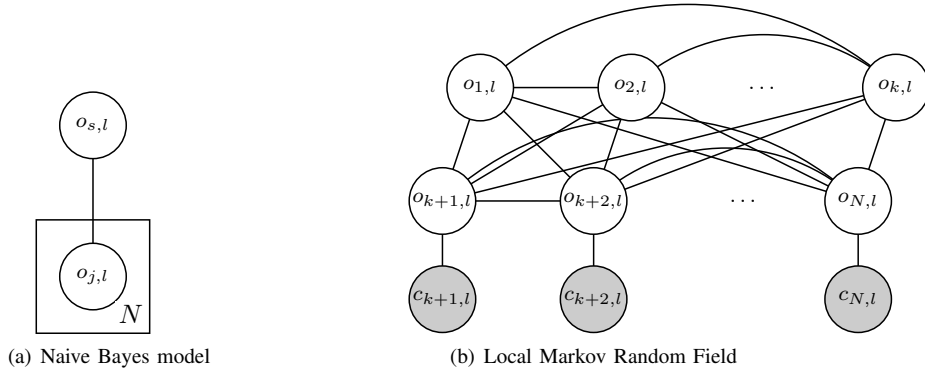 o_{1,l} o_{2,l} ... o_{k,l}
o_{s,l}
o_{k+1,l} o_{k+2,l} ... o_{N,l}
o_{j,l}
N
c_{k+1,l} c_{k+2,l} c_{N,l}
(a) Naive Bayes model
(b) Local Markov Random Field